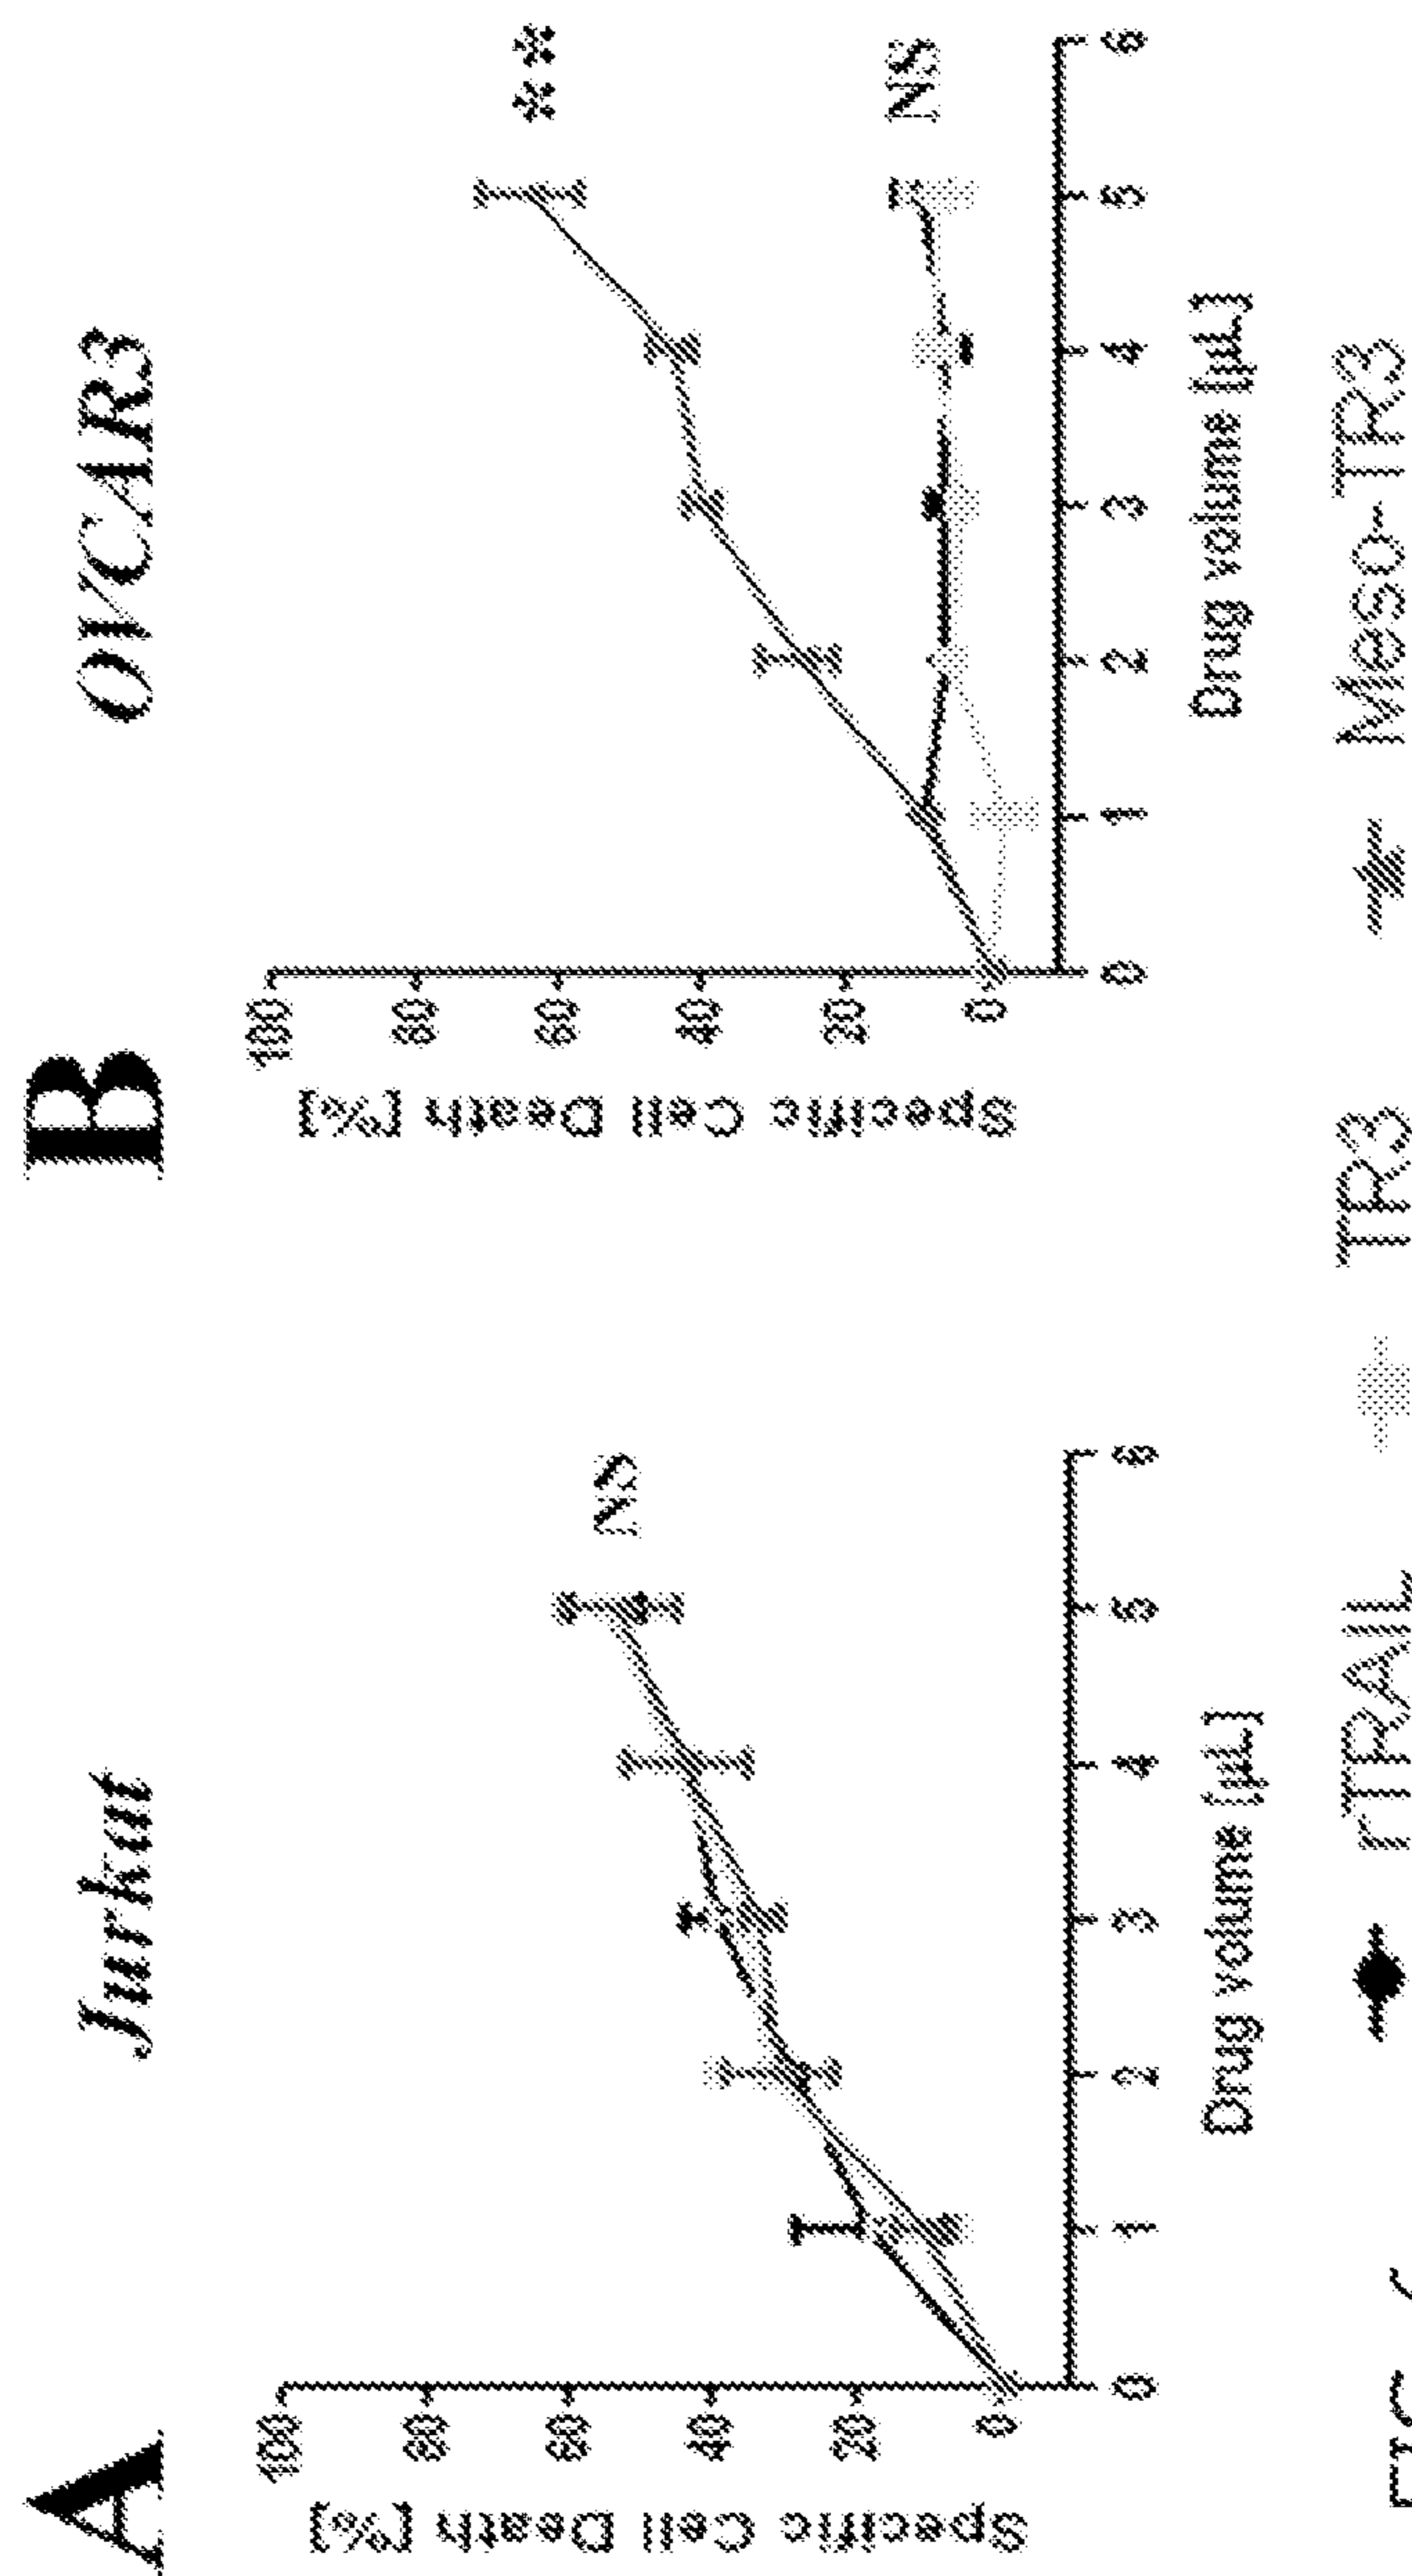 A
Jurkat
Specific Cell Death [%]
100
80
60
40
20
0
NS
0 1 2 3 4 5 6
Drug volume [µL]
B
OVCAR3
Specific Cell Death [%]
100
80
60
40
20
0
**
NS
0 1 2 3 4 5 6
Drug volume [µL]
rTRAIL TR3 Meso-TR3